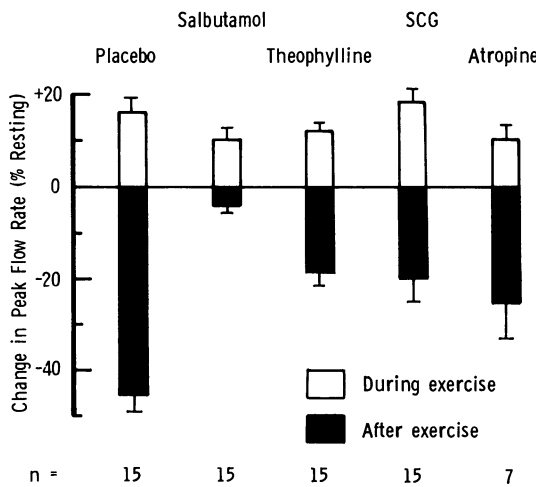 Salbutamol SCG
Placebo Theophylline Atropine
Change in Peak Flow Rate (% Resting)
+20
0
-20
-40
During exercise
After exercise
n = 15 15 15 15 7